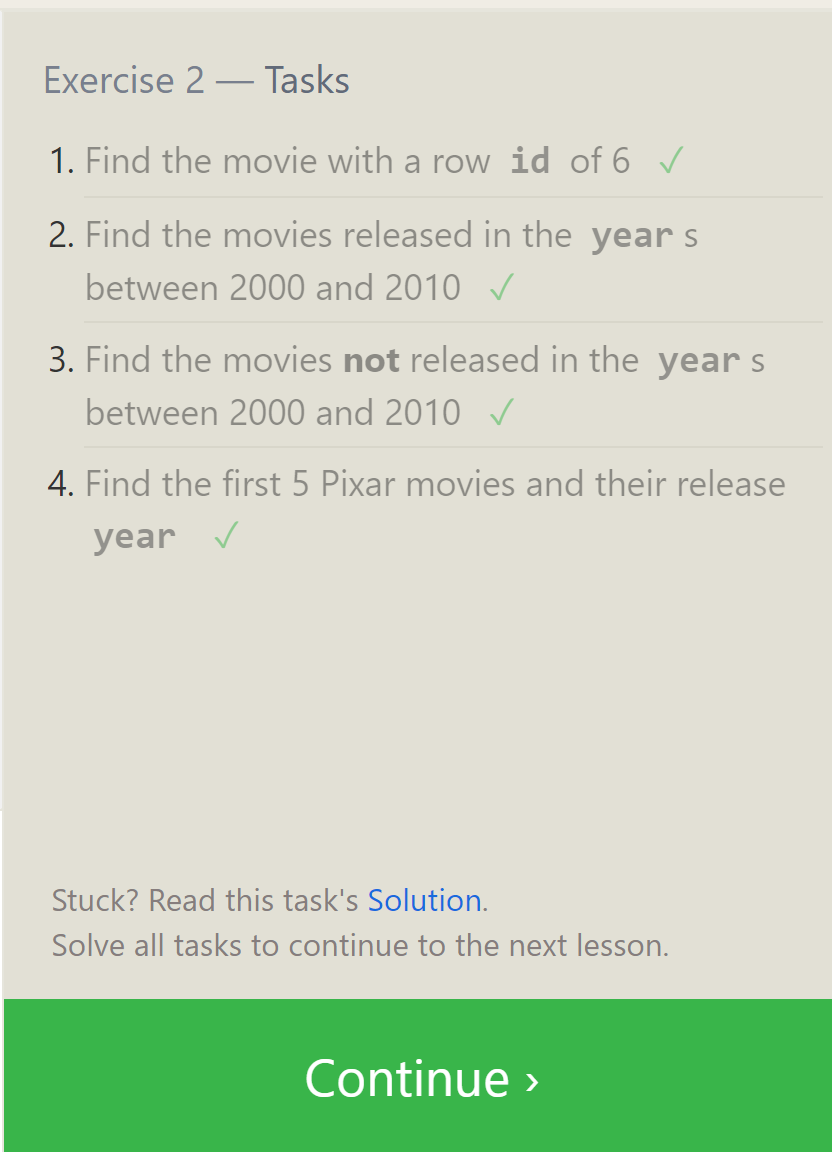 Exercise 2 — Tasks
1. Find the movie with a row id of 6 ✓
2. Find the movies released in the year s
between 2000 and 2010 ✓
3. Find the movies not released in the year s
between 2000 and 2010 ✓
4. Find the first 5 Pixar movies and their release
year ✓
Stuck? Read this task's Solution.
Solve all tasks to continue to the next lesson.
Continue ›